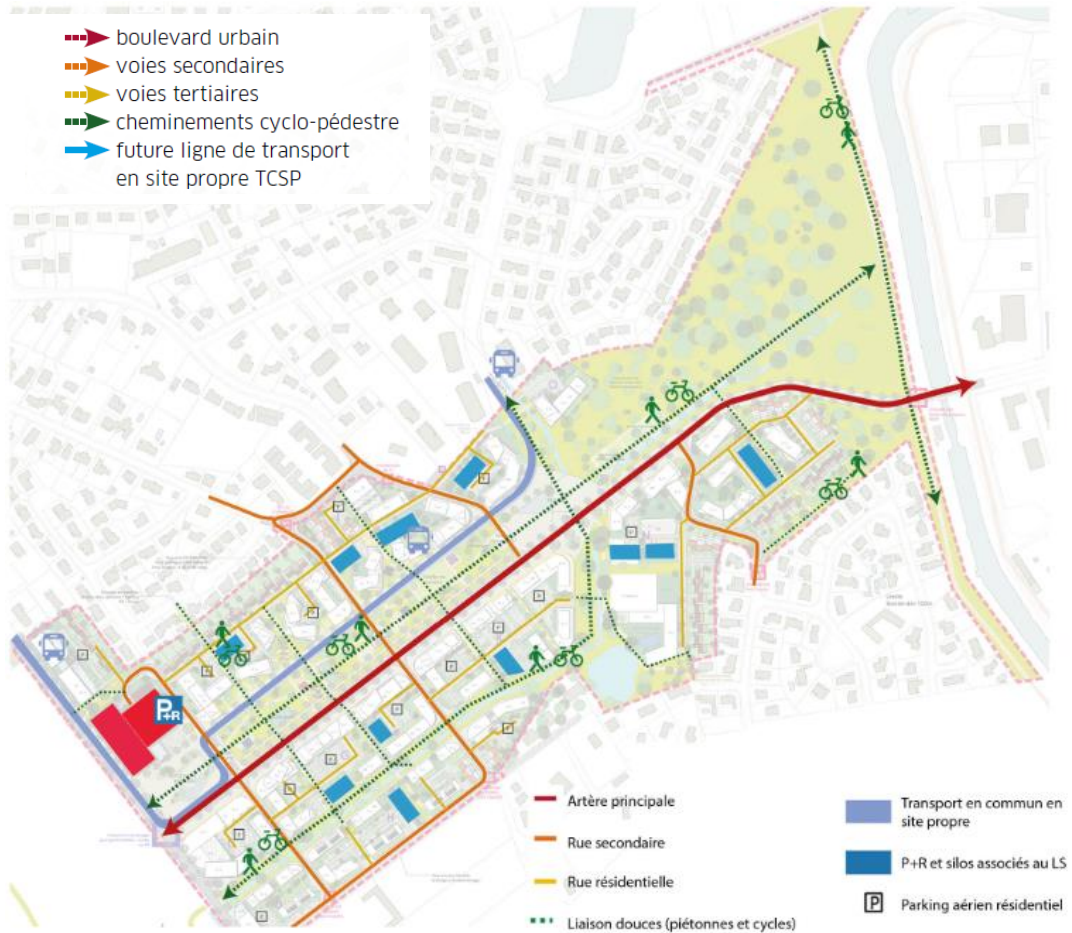 boulevard urbain
voies secondaires
voies tertiaires
cheminements cyclo-pédestre
future ligne de transport
en site propre TCSP
P+R
Artère principale
Rue secondaire
Rue résidentielle
Liaison douces (piétonnes et cycles)
Transport en commun en
site propre
P+R et silos associés au LS
P Parking aérien résidentiel